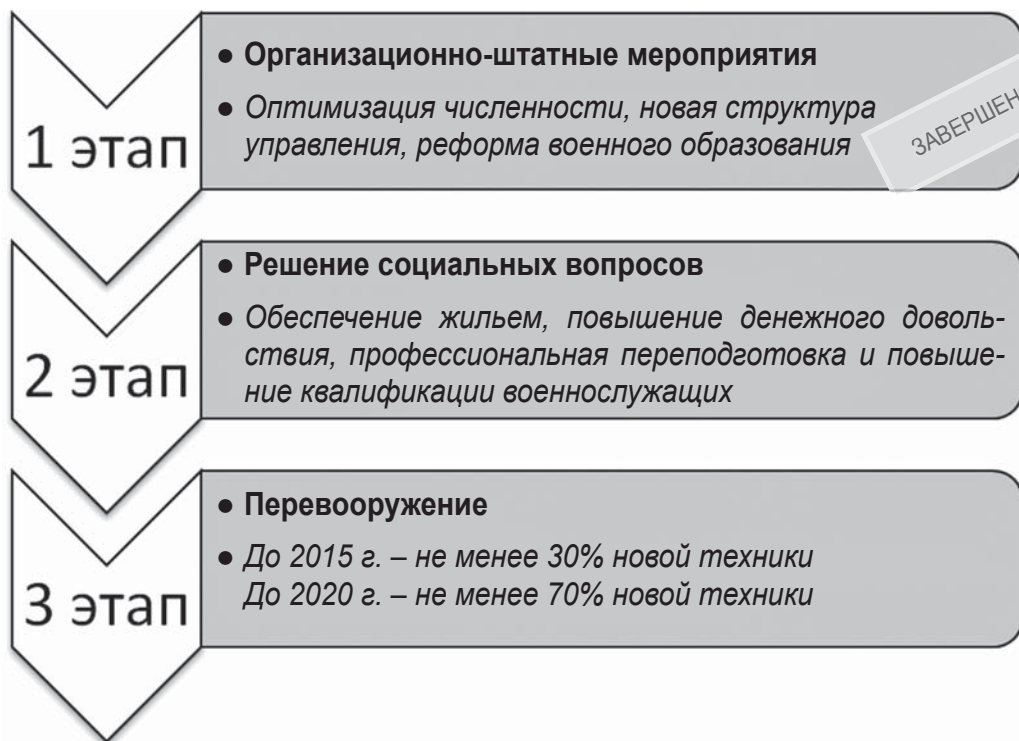 1 этап
● Организационно-штатные мероприятия
● Оптимизация численности, новая структура
управления, реформа военного образования
ЗАВЕРШЕН
2 этап
● Решение социальных вопросов
● Обеспечение жильем, повышение денежного доволь-
ствия, профессиональная переподготовка и повыше-
ние квалификации военнослужащих
3 этап
● Перевооружение
● До 2015 г. – не менее 30% новой техники
До 2020 г. – не менее 70% новой техники